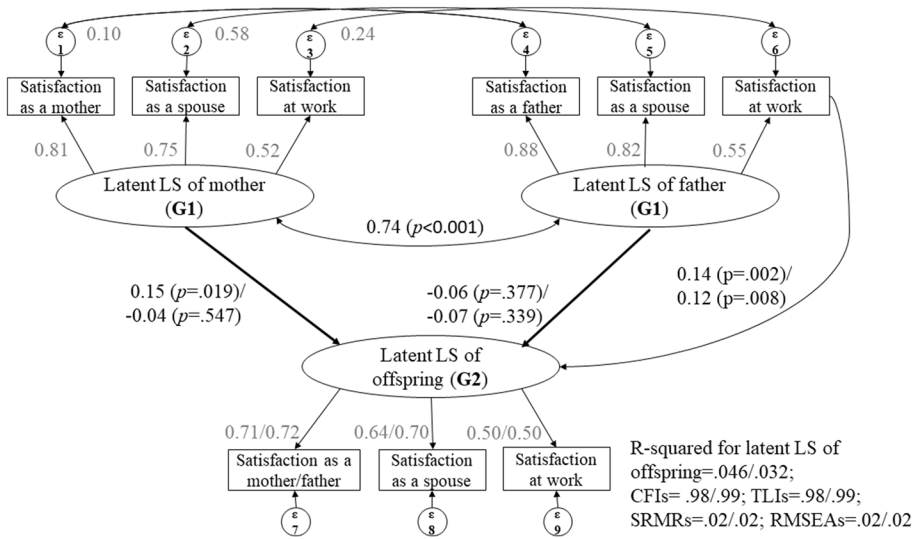 ε 1
0.10
ε 2
0.58
ε 3
0.24
ε 4
ε 5
ε 6
Satisfaction
as a mother
Satisfaction
as a spouse
Satisfaction
at work
Satisfaction
as a father
Satisfaction
as a spouse
Satisfaction
at work
0.81
0.75
0.52
0.88
0.82
0.55
Latent LS of mother
(G1)
Latent LS of father
(G1)
0.74 (p<0.001)
0.15 (p=.019)/
-0.04 (p=.547)
-0.06 (p=.377)/
-0.07 (p=.339)
0.14 (p=.002)/
0.12 (p=.008)
Latent LS of
offspring (G2)
0.71/0.72
0.64/0.70
0.50/0.50
Satisfaction as a
mother/father
Satisfaction
as a spouse
Satisfaction
at work
ε 7
ε 8
ε 9
R-squared for latent LS of
offspring=.046/.032;
CFIs= .98/.99; TLIs=.98/.99;
SRMRs=.02/.02; RMSEAs=.02/.02